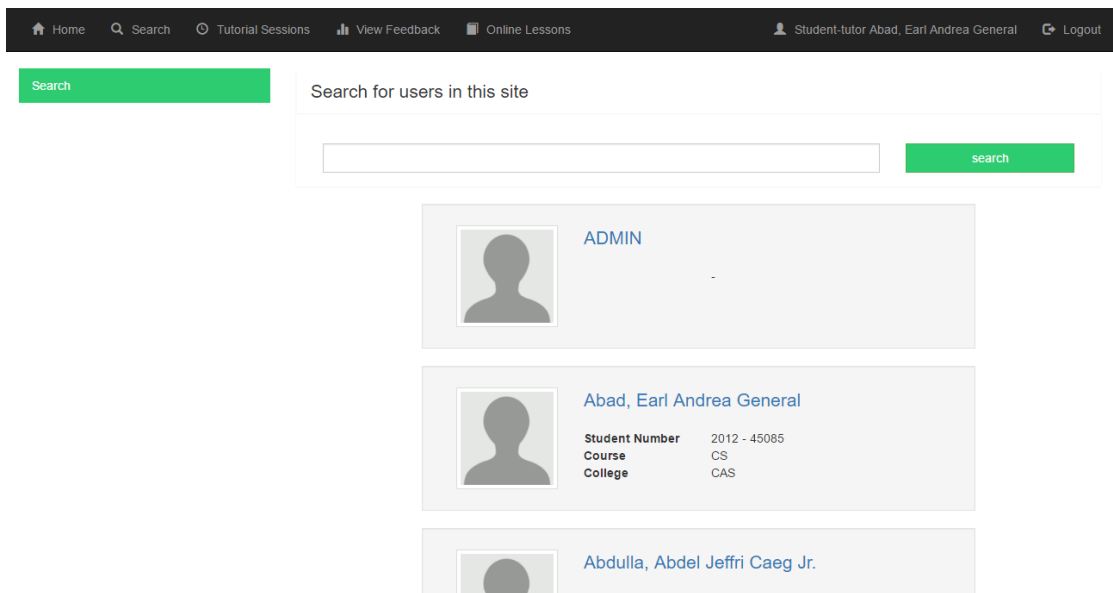 Home Search Tutorial Sessions View Feedback Online Lessons Student-tutor Abad, Earl Andrea General Logout
Search
Search for users in this site
search
ADMIN
-
Abad, Earl Andrea General
Student Number 2012 - 45085
Course CS
College CAS
Abdulla, Abdel Jeffri Caeg Jr.